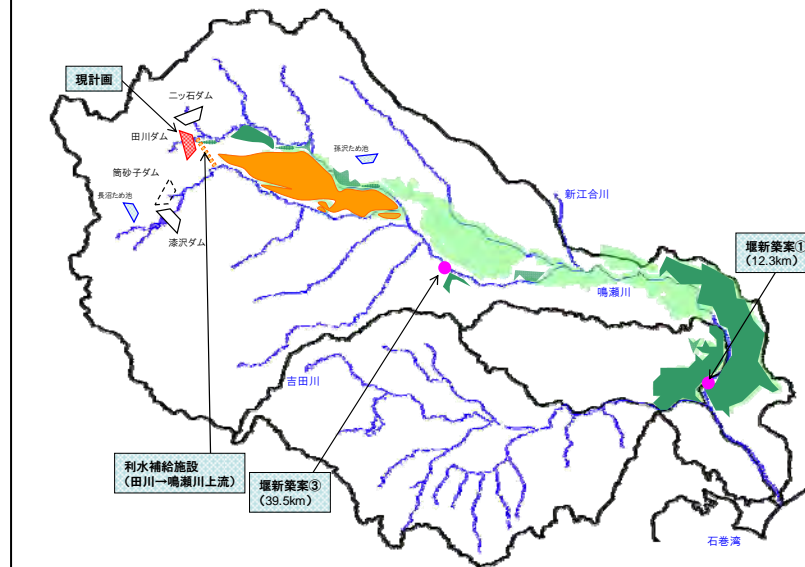 現計画
二ッ石ダム
田川ダム
孫沢ため池
筒砂子ダム
長沼ため池
漆沢ダム
新江合川
堰新築案①
(12.3km)
鳴瀬川
吉田川
利水補給施設
(田川→鳴瀬川上流)
堰新築案③
(39.5km)
石巻湾